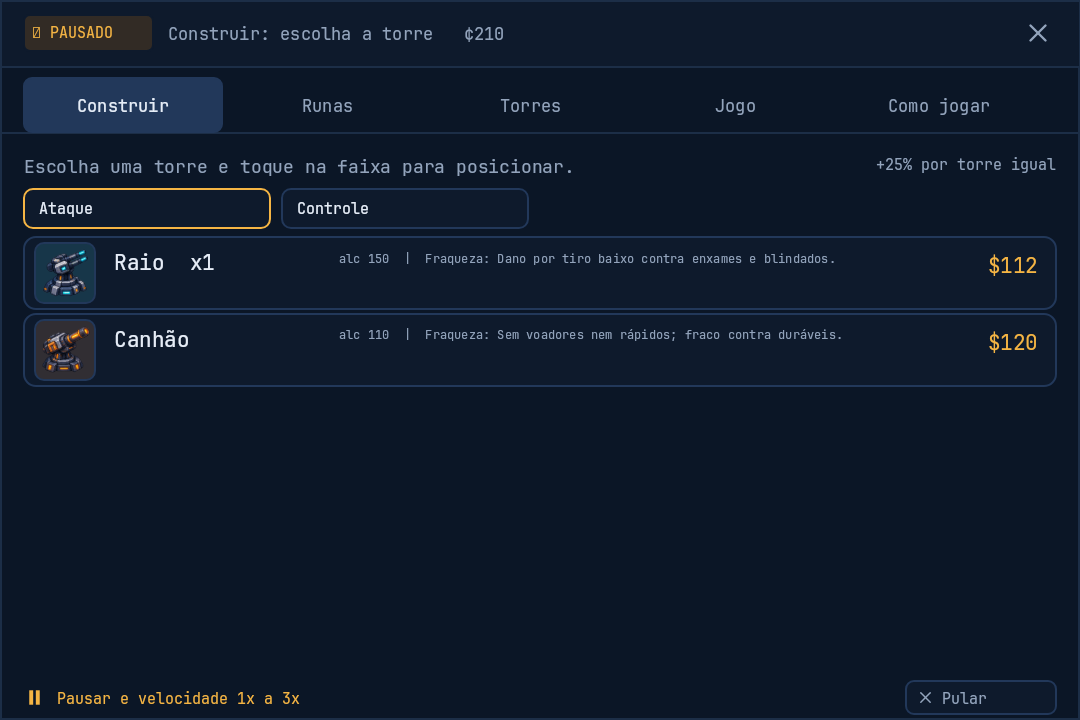 PAUSADO Construir: escolha a torre ₵210
Construir Runas Torres Jogo Como jogar
Escolha uma torre e toque na faixa para posicionar. +25% por torre igual
Ataque Controle
Raio x1 alc 150 | Fraqueza: Dano por tiro baixo contra enxames e blindados. $112
Canhão alc 110 | Fraqueza: Sem voadores nem rápidos; fraco contra duráveis. $120
Pausar e velocidade 1x a 3x Pular